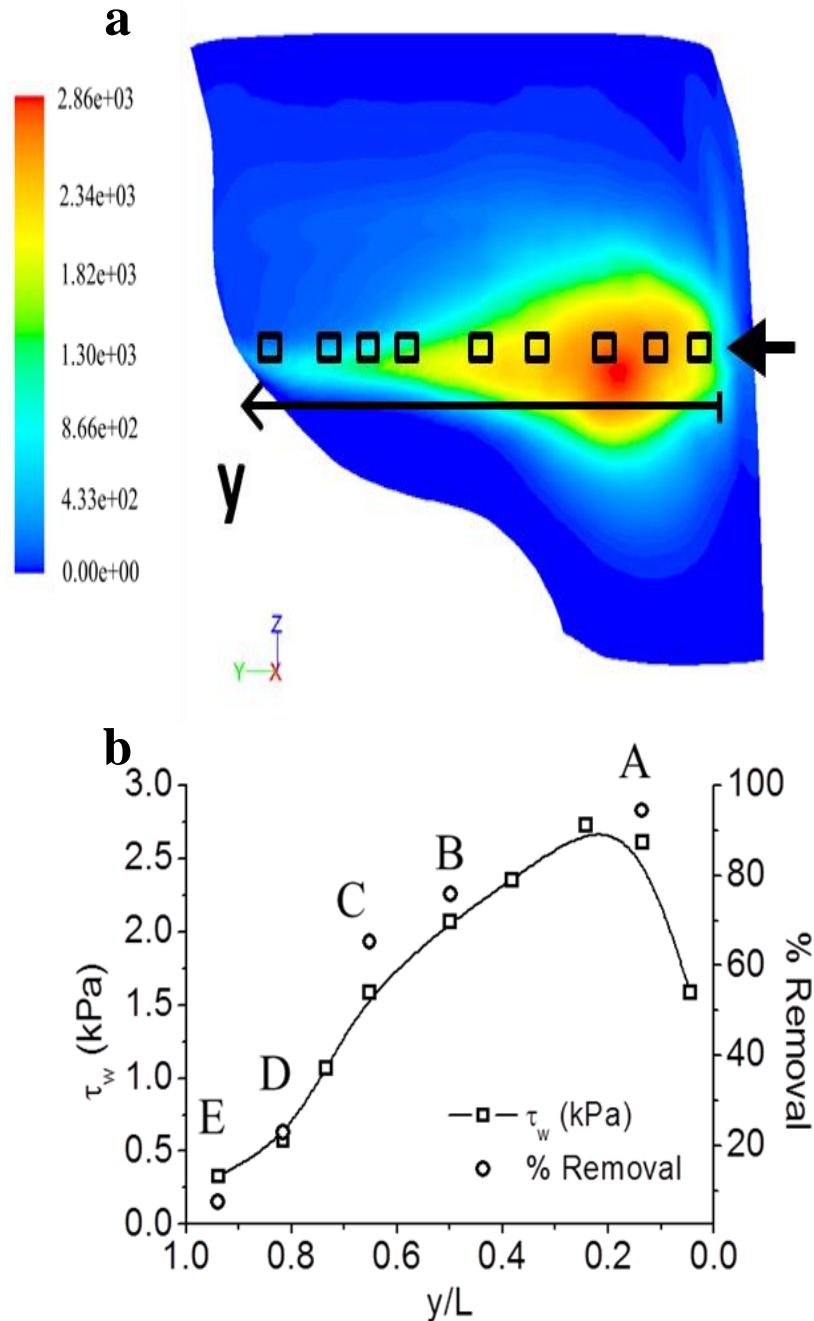 a
2.86e+03
2.34e+03
1.82e+03
1.30e+03
8.66e+02
4.33e+02
0.00e+00
y
Z
Y X
b
3.0
2.5
2.0
1.5
1.0
0.5
0.0
τw (kPa)
A
B
C
D
E
τw (kPa)
% Removal
100
80
60
40
20
% Removal
1.0 0.8 0.6 0.4 0.2 0.0
y/L